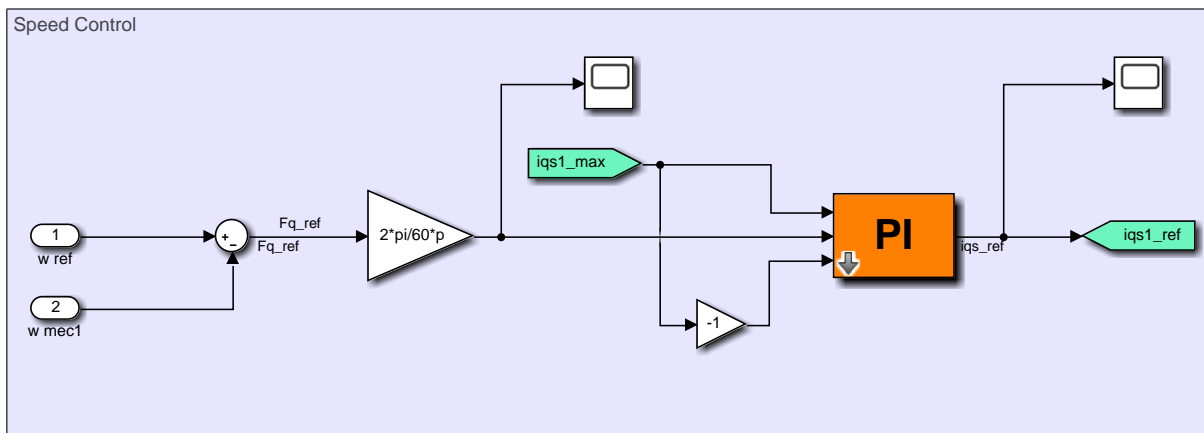 Speed Control
iqs1_max
1
w ref
+
-
Fq_ref
Fq_ref
2*pi/60*p
PI
iqs_ref
iqs1_ref
2
w mec1
-1